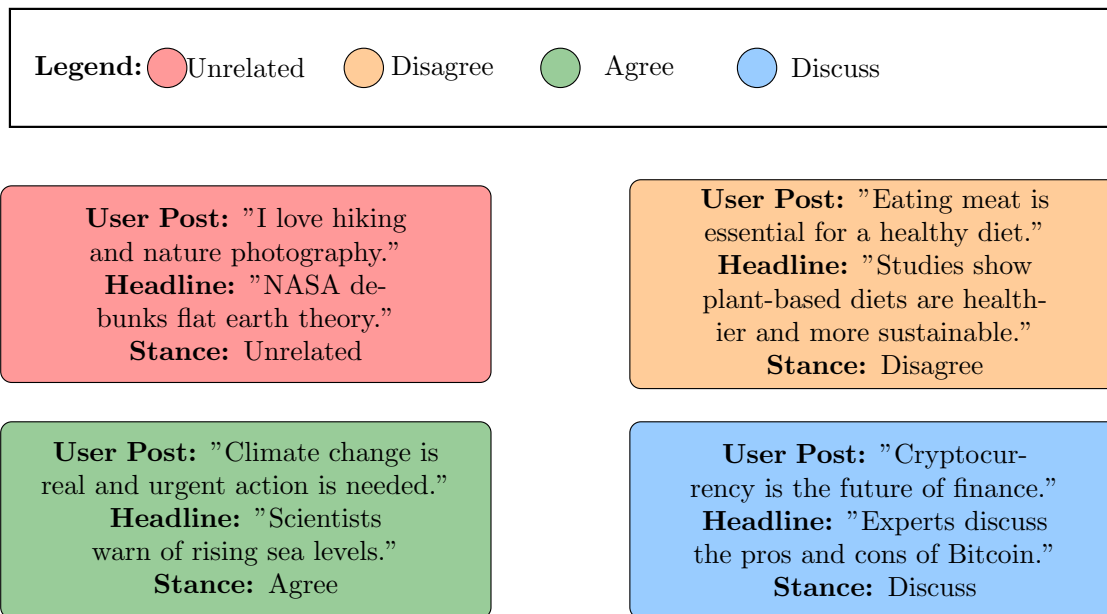 Legend: Unrelated Disagree Agree Discuss
User Post: ”I love hiking
and nature photography.”
Headline: ”NASA de-
bunks flat earth theory.”
Stance: Unrelated
User Post: ”Eating meat is
essential for a healthy diet.”
Headline: ”Studies show
plant-based diets are health-
ier and more sustainable.”
Stance: Disagree
User Post: ”Climate change is
real and urgent action is needed.”
Headline: ”Scientists
warn of rising sea levels.”
Stance: Agree
User Post: ”Cryptocur-
rency is the future of finance.”
Headline: ”Experts discuss
the pros and cons of Bitcoin.”
Stance: Discuss